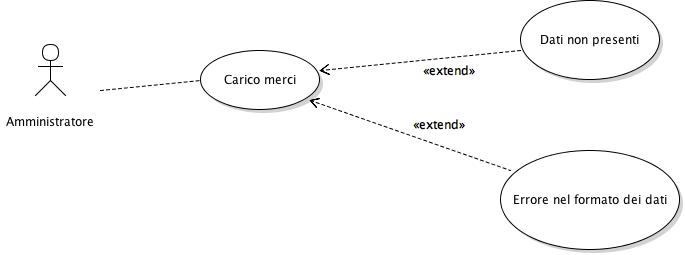 Dati non presenti
«extend»
Carico merci
Amministratore
«extend»
Errore nel formato dei dati